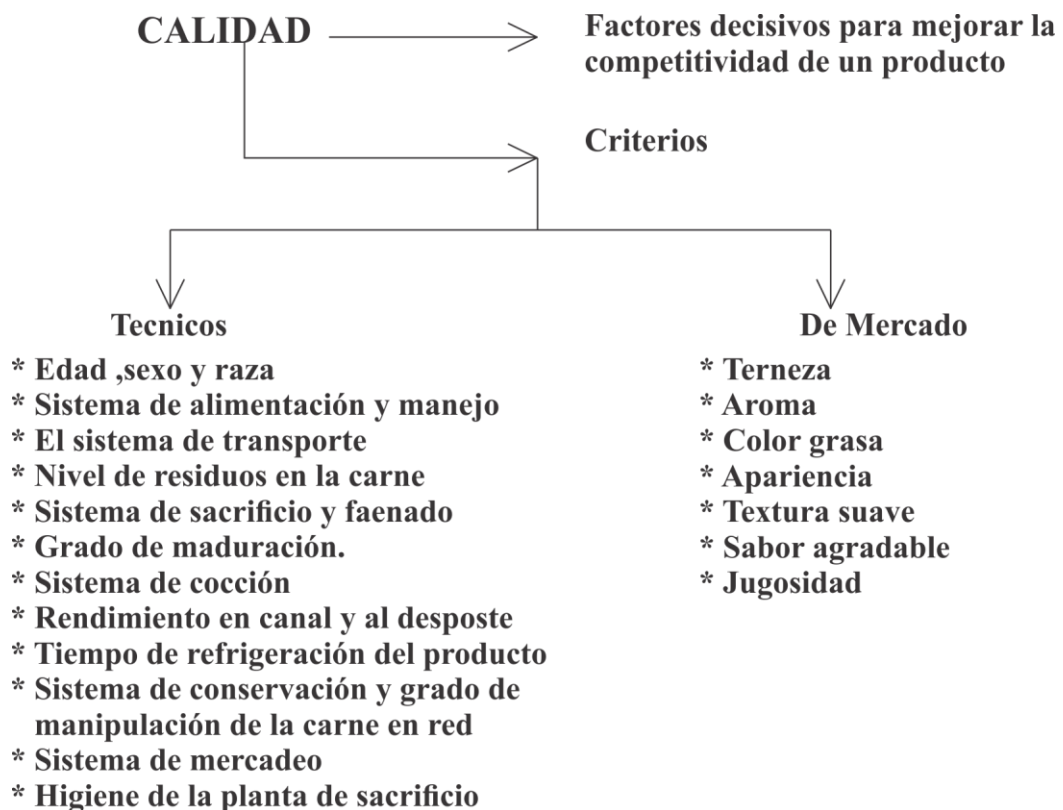 CALIDAD
Factores decisivos para mejorar la
competitividad de un producto
Criterios
Tecnicos
* Edad ,sexo y raza
* Sistema de alimentación y manejo
* El sistema de transporte
* Nivel de residuos en la carne
* Sistema de sacrificio y faenado
* Grado de maduración.
* Sistema de cocción
* Rendimiento en canal y al desposte
* Tiempo de refrigeración del producto
* Sistema de conservación y grado de
manipulación de la carne en red
* Sistema de mercadeo
* Higiene de la planta de sacrificio
De Mercado
* Terneza
* Aroma
* Color grasa
* Apariencia
* Textura suave
* Sabor agradable
* Jugosidad